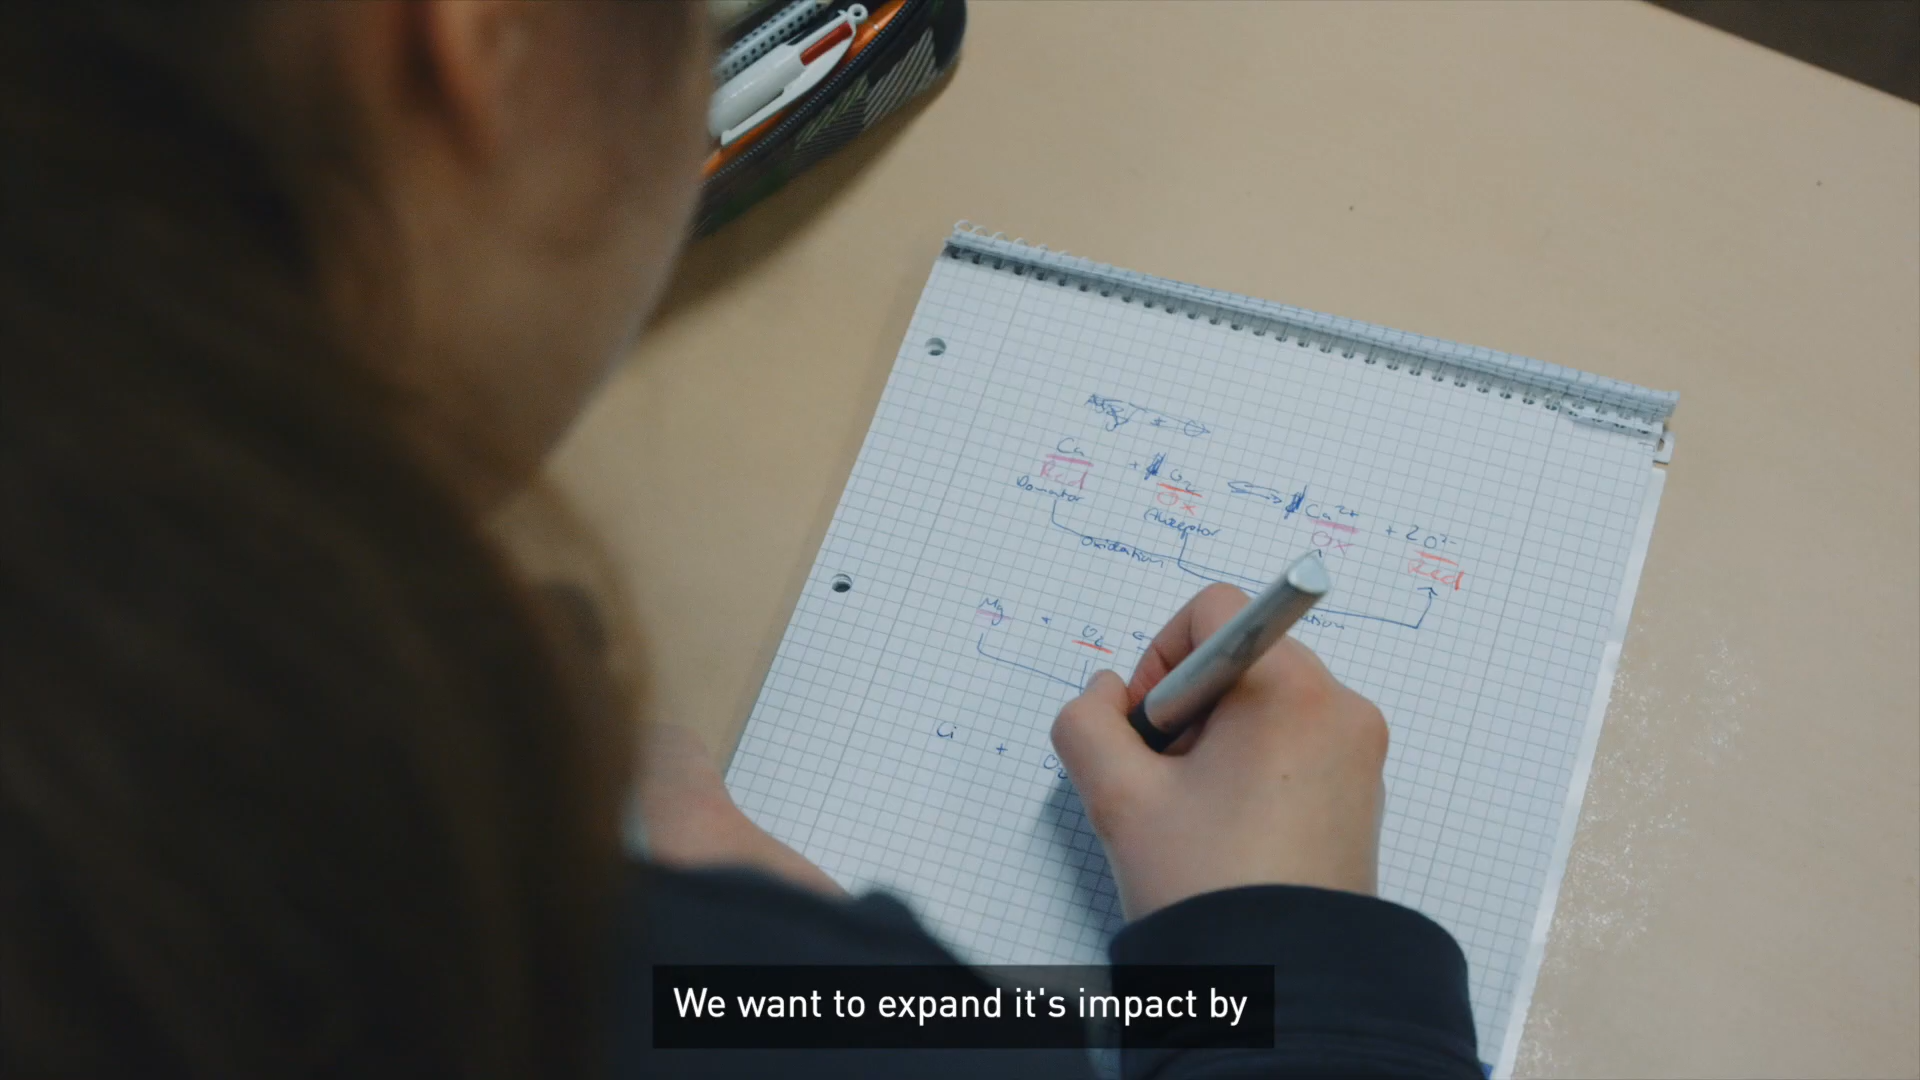 Ca + O₂ ⇌ Ca²⁺ + 2O²⁻
Red Ox Ox Red
Donator Akzeptor
Oxidation
Mg + O₂
+ O₂
We want to expand it's impact by